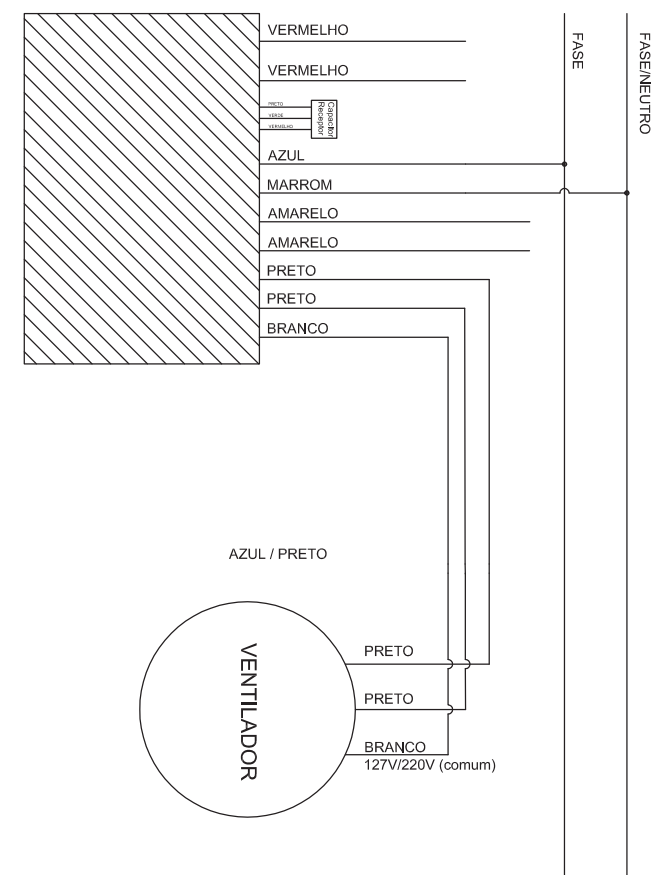 VERMELHO
VERMELHO
PRETO
VERDE
VERMELHO
Capacitor
Receptor
AZUL
MARROM
AMARELO
AMARELO
PRETO
PRETO
BRANCO
FASE
FASE/NEUTRO
AZUL / PRETO
VENTILADOR
PRETO
PRETO
BRANCO
127V/220V (comum)